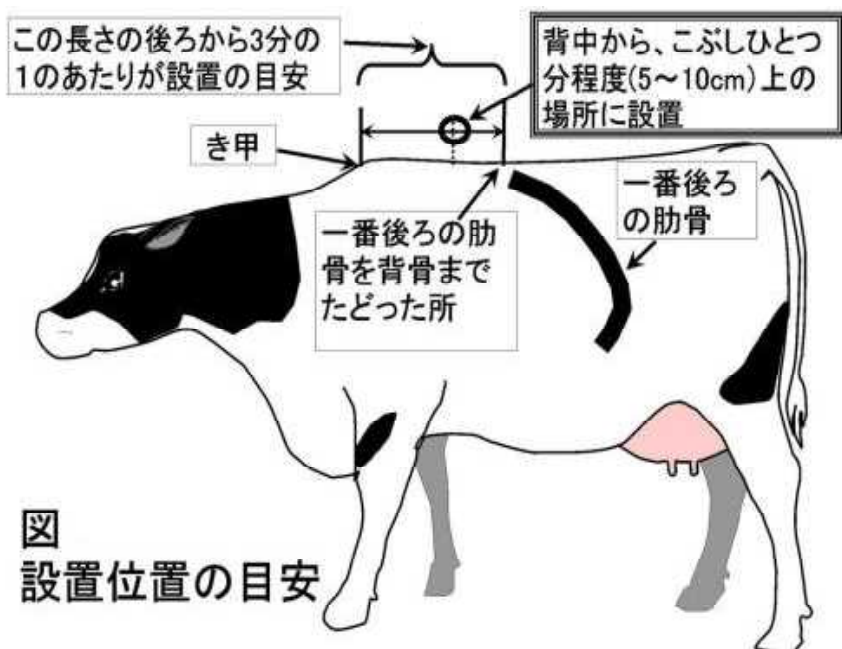 この長さの後ろから3分の
1のあたりが設置の目安
背中から、こぶしひとつ
分程度(5～10cm)上の
場所に設置
き甲
一番後ろの肋
骨を背骨まで
たどった所
一番後ろ
の肋骨
図
設置位置の目安